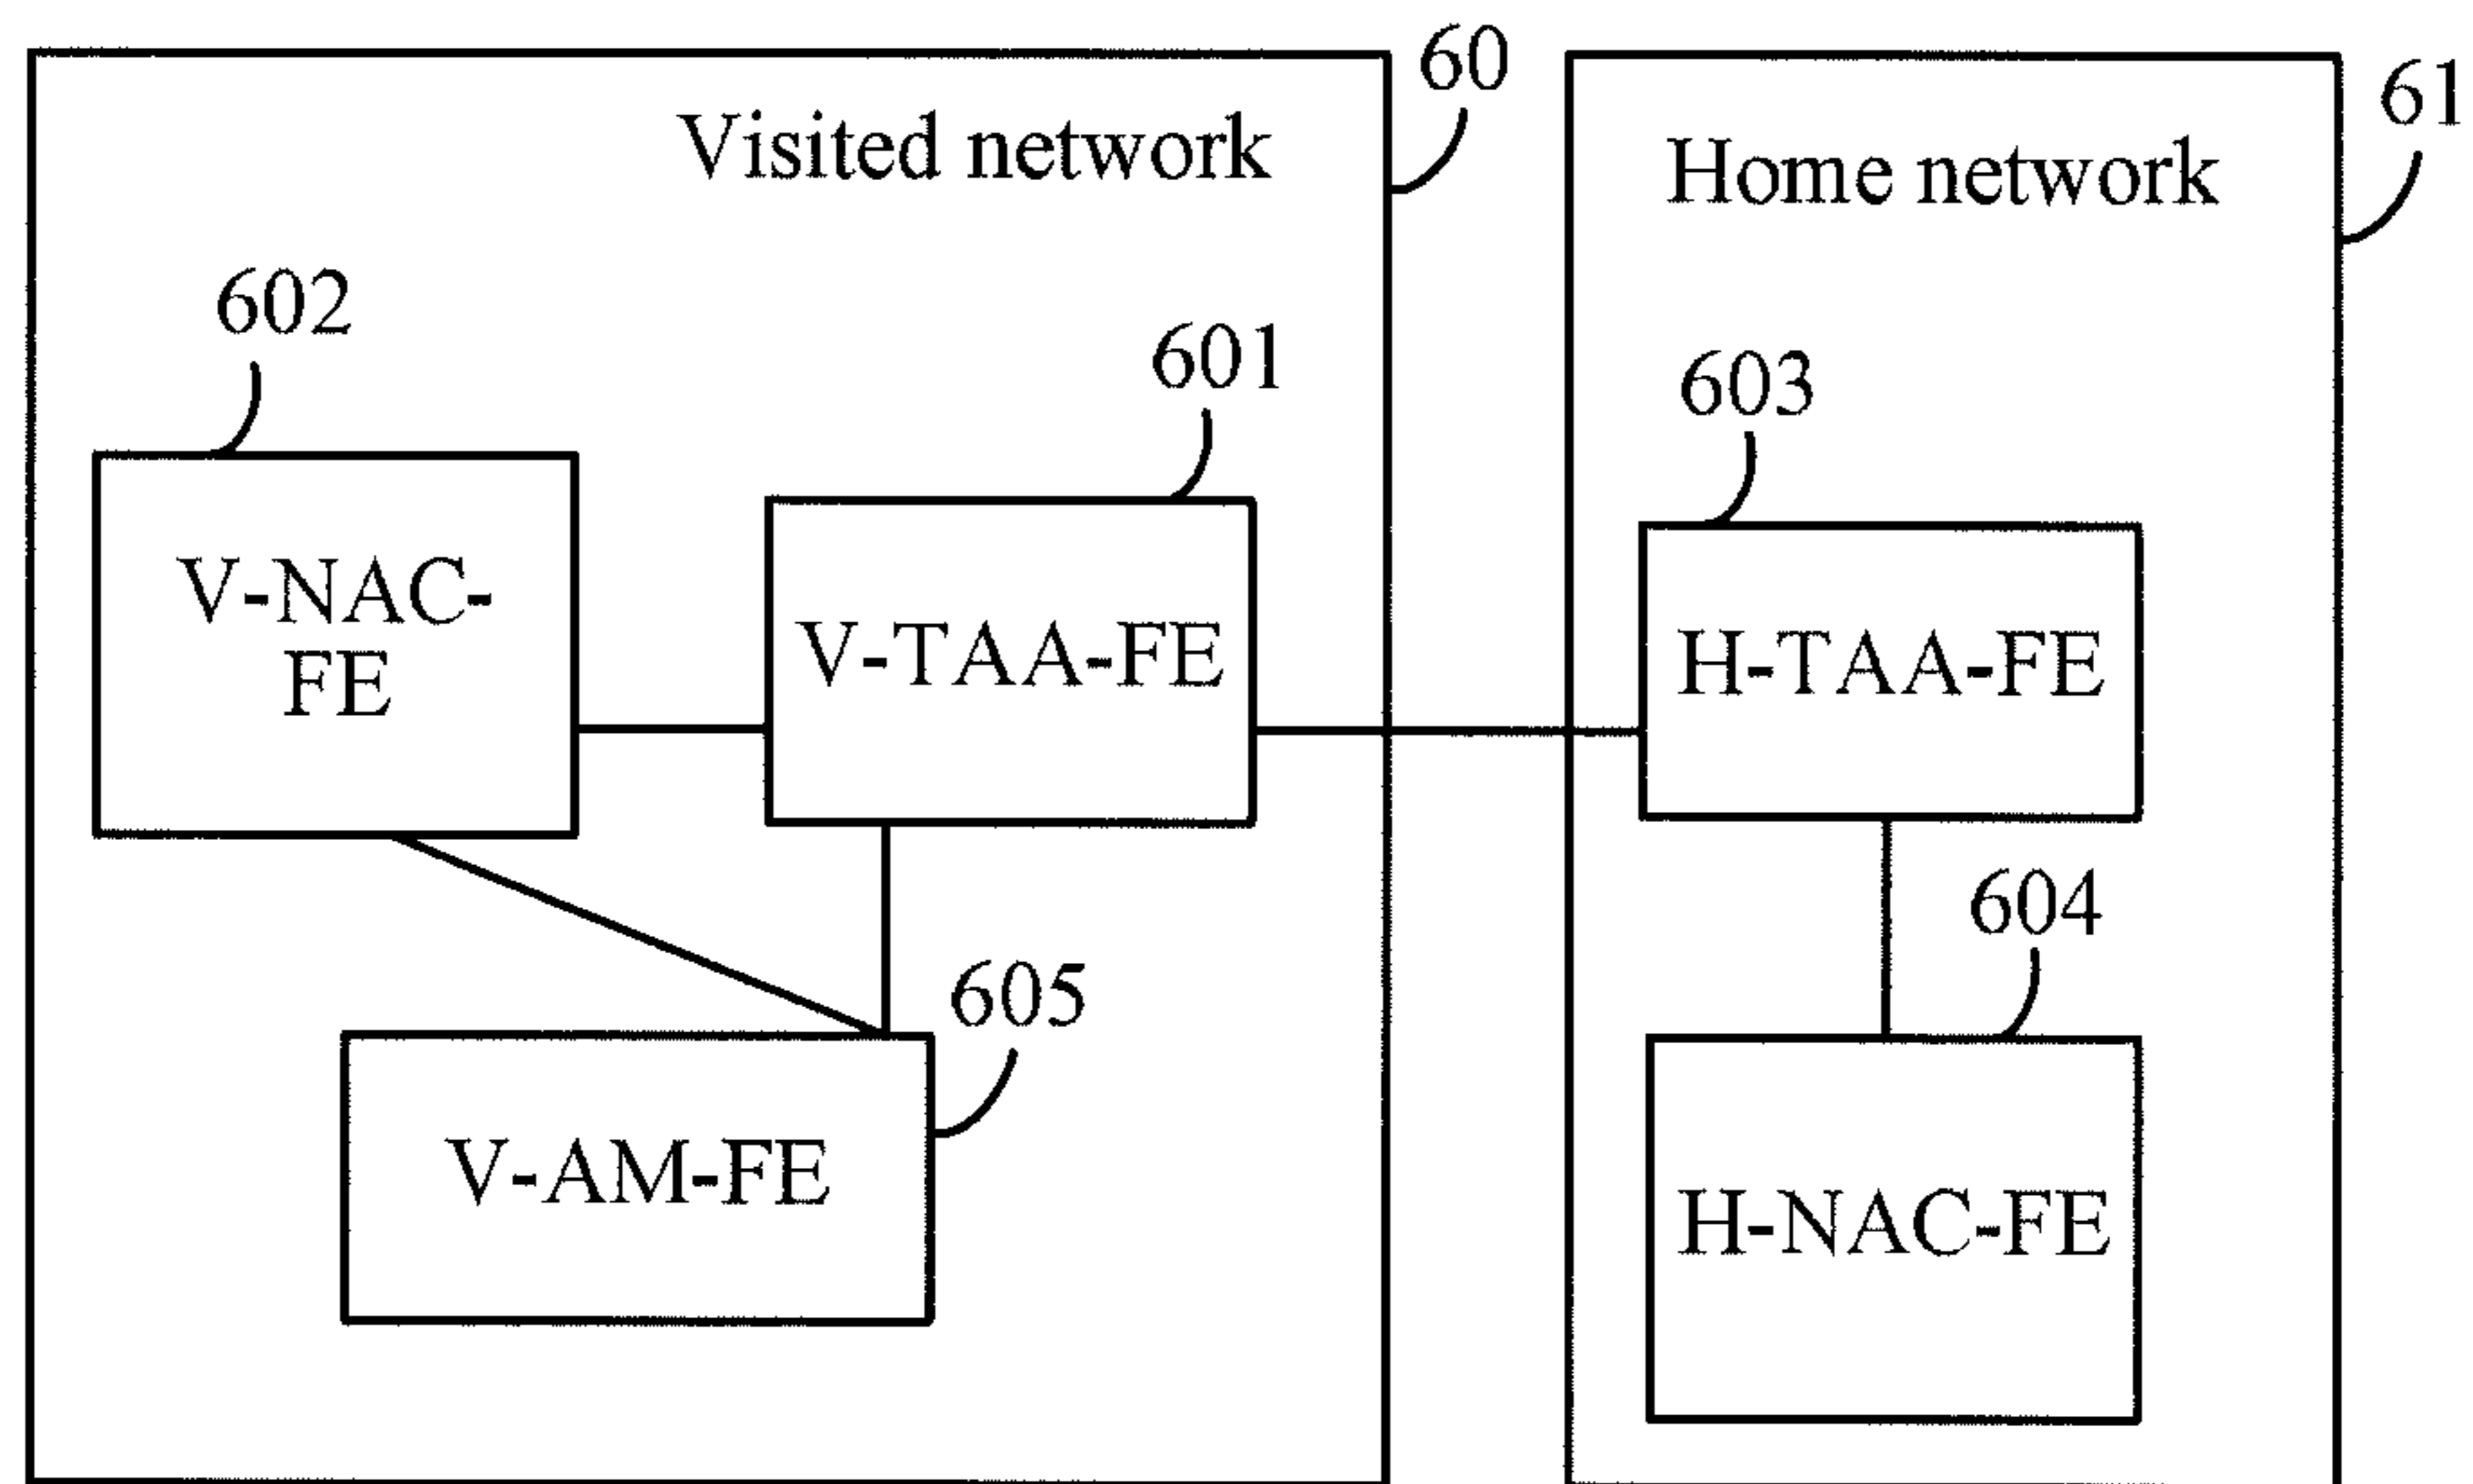 60
61
Visited network
Home network
602
601
603
V-NAC-
FE
V-TAA-FE
H-TAA-FE
604
605
V-AM-FE
H-NAC-FE